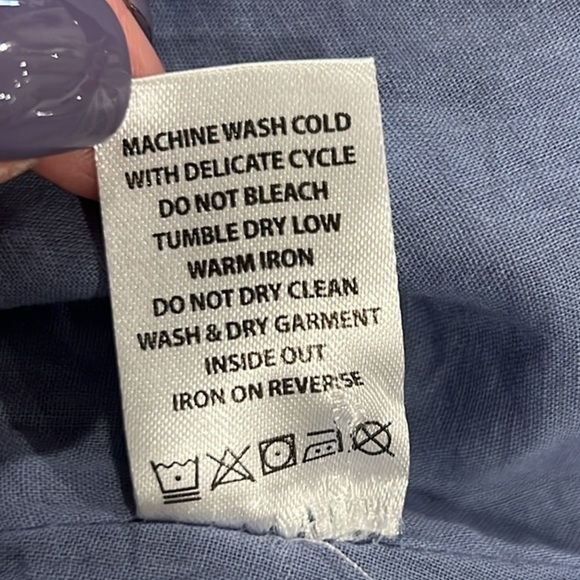 MACHINE WASH COLD
WITH DELICATE CYCLE
DO NOT BLEACH
TUMBLE DRY LOW
WARM IRON
DO NOT DRY CLEAN
WASH & DRY GARMENT
INSIDE OUT
IRON ON REVERSE